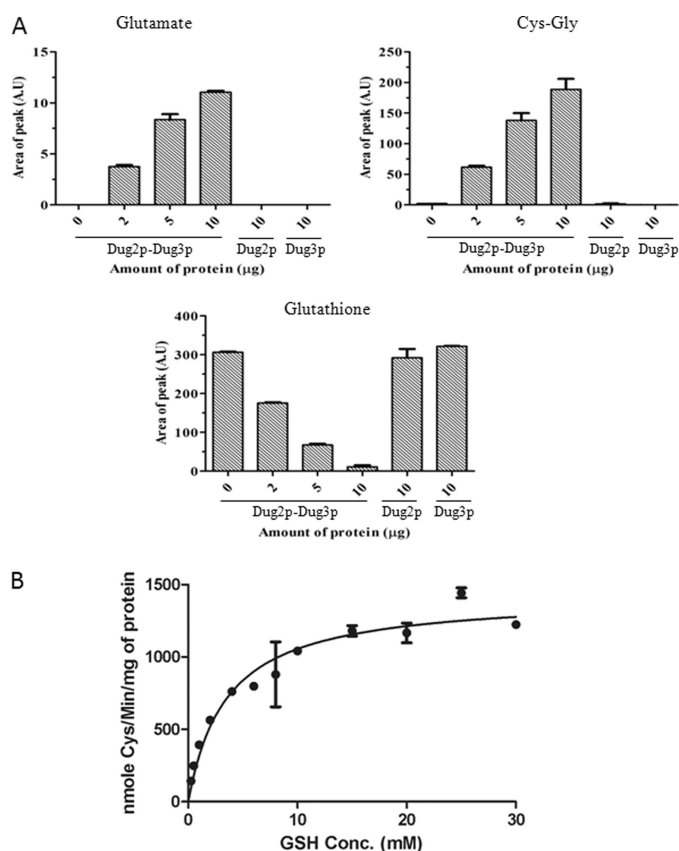 A
Glutamate
Area of peak (A.U)
15
10
5
0
0 2 5 10 10 10
Dug2p-Dug3p Dug2p Dug3p
Amount of protein (µg)
Cys-Gly
Area of peak (A.U)
250
200
150
100
50
0
0 2 5 10 10 10
Dug2p-Dug3p Dug2p Dug3p
Amount of protein (µg)
Glutathione
Area of peak (A.U)
400
300
200
100
0
0 2 5 10 10 10
Dug2p-Dug3p Dug2p Dug3p
Amount of protein (µg)
B
nmole Cys/Min/mg of protein
1500
1000
500
0
0 10 20 30
GSH Conc. (mM)